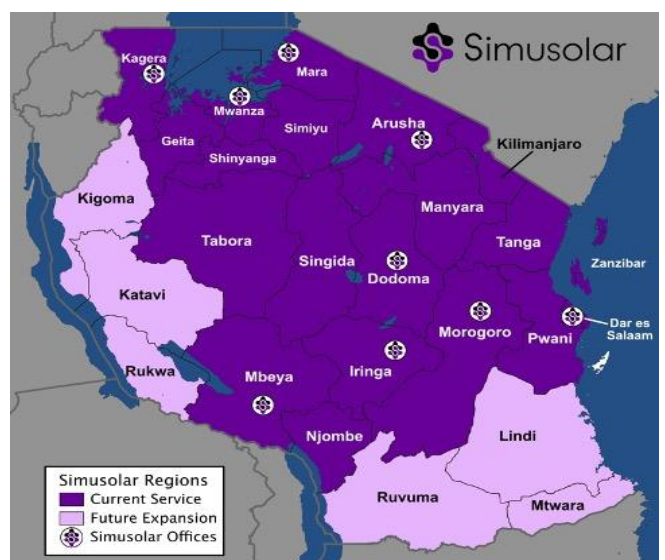 Simusolar
Kagera
Mara
Mwanza
Geita
Simiyu
Arusha
Shinyanga
Kilimanjaro
Kigoma
Manyara
Tabora
Singida
Tanga
Dodoma
Zanzibar
Katavi
Morogoro
Pwani
Dar es
Salaam
Rukwa
Mbeya
Iringa
Njombe
Lindi
Ruvuma
Mtwara
Simusolar Regions
Current Service
Future Expansion
Simusolar Offices